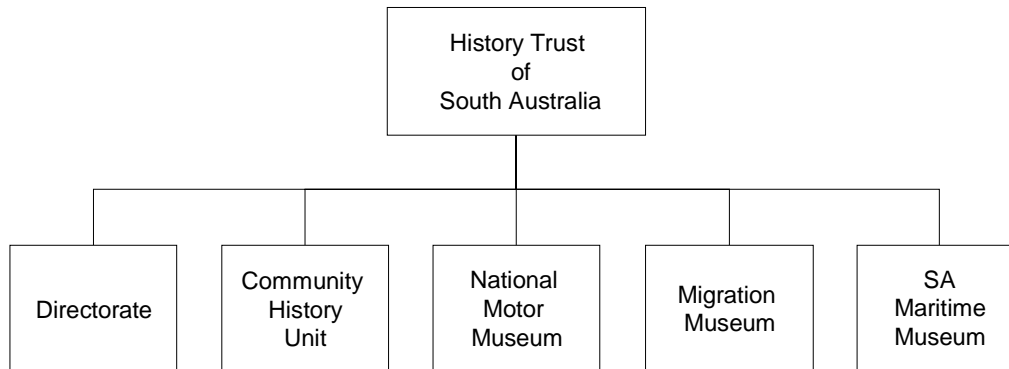 History Trust
of
South Australia
Directorate
Community
History
Unit
National
Motor
Museum
Migration
Museum
SA
Maritime
Museum